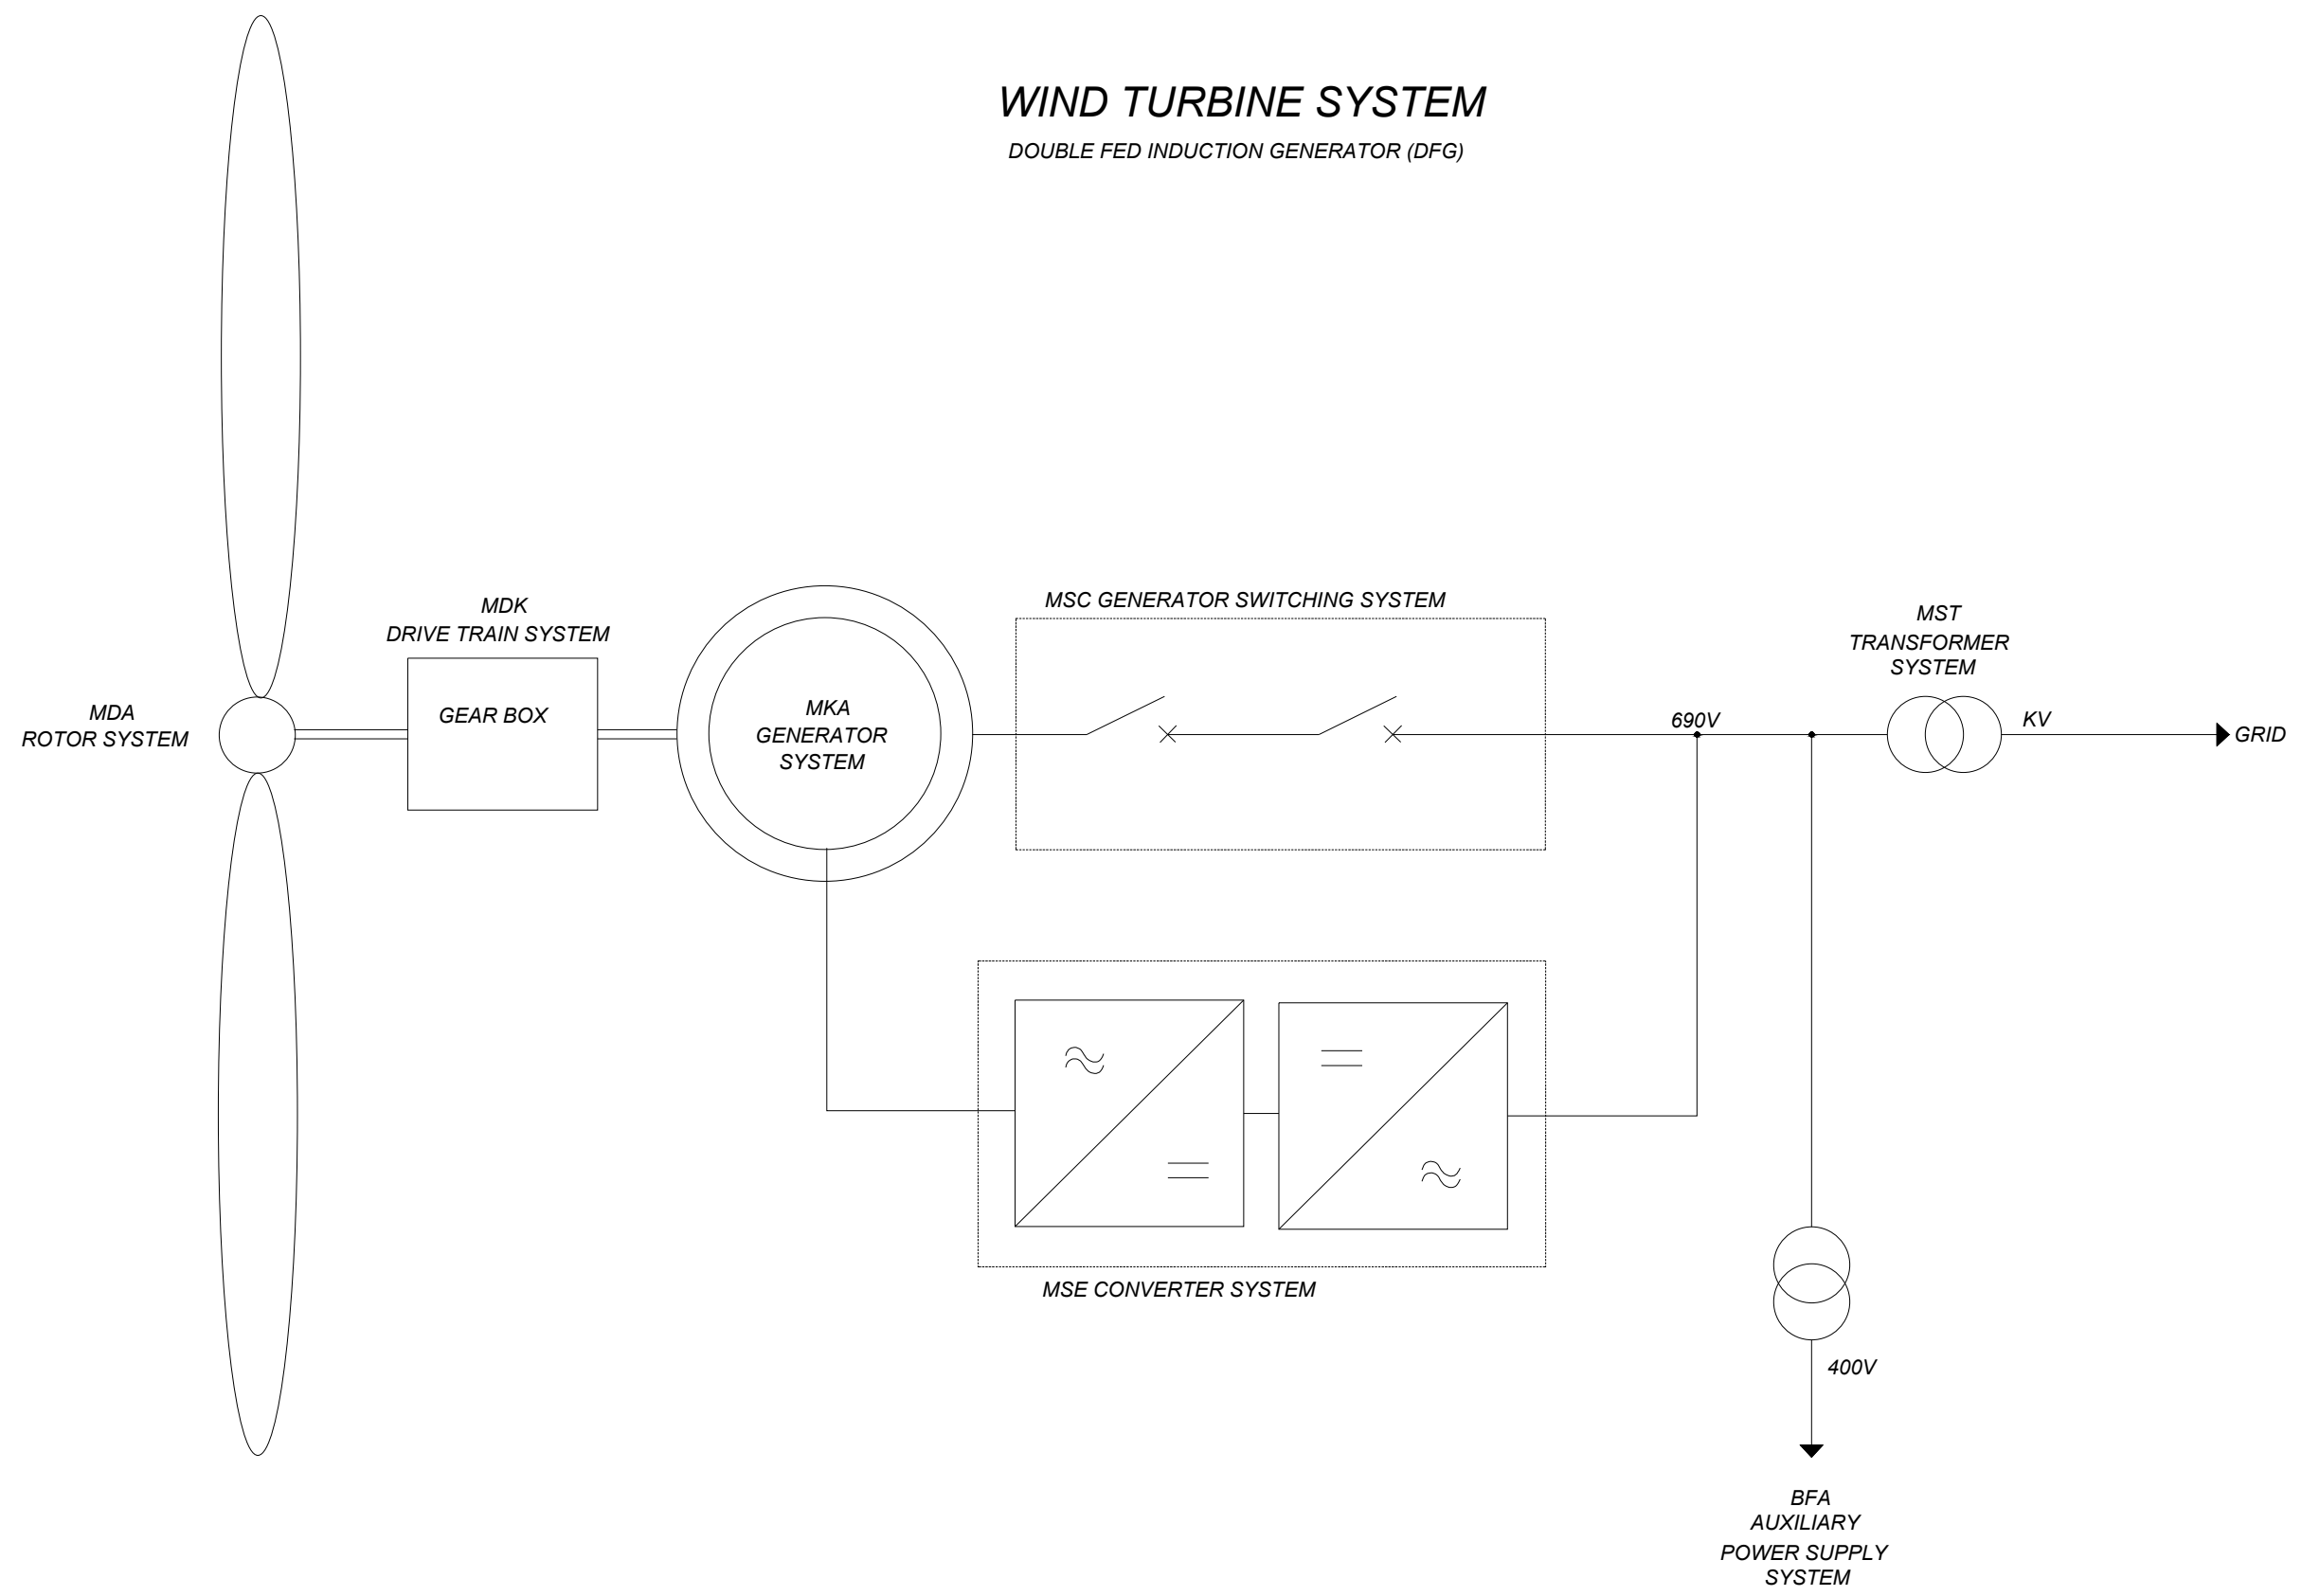 WIND TURBINE SYSTEM
DOUBLE FED INDUCTION GENERATOR (DFG)
MDA
ROTOR SYSTEM
MDK
DRIVE TRAIN SYSTEM
GEAR BOX
MKA
GENERATOR
SYSTEM
MSC GENERATOR SWITCHING SYSTEM
690V
MST
TRANSFORMER
SYSTEM
KV
GRID
MSE CONVERTER SYSTEM
400V
BFA
AUXILIARY
POWER SUPPLY
SYSTEM